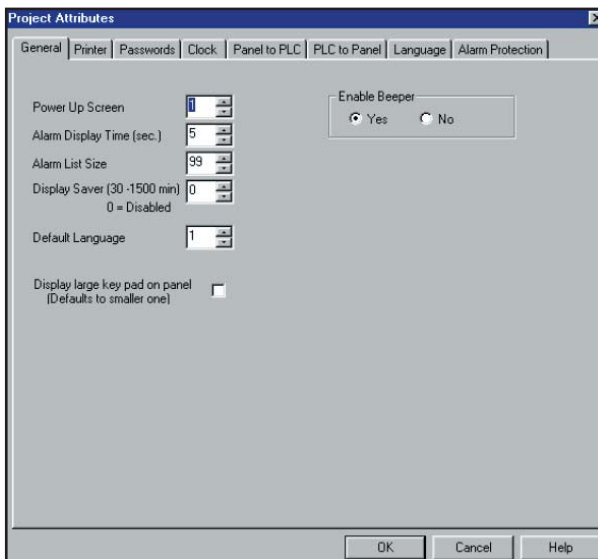 Project Attributes
General Printer Passwords Clock Panel to PLC PLC to Panel Language Alarm Protection
Power Up Screen 1
Alarm Display Time (sec.) 5
Alarm List Size 99
Display Saver (30 -1500 min) 0
0 = Disabled
Default Language 1
Display large key pad on panel
(Defaults to smaller one)
Enable Beeper
Yes No
OK Cancel Help